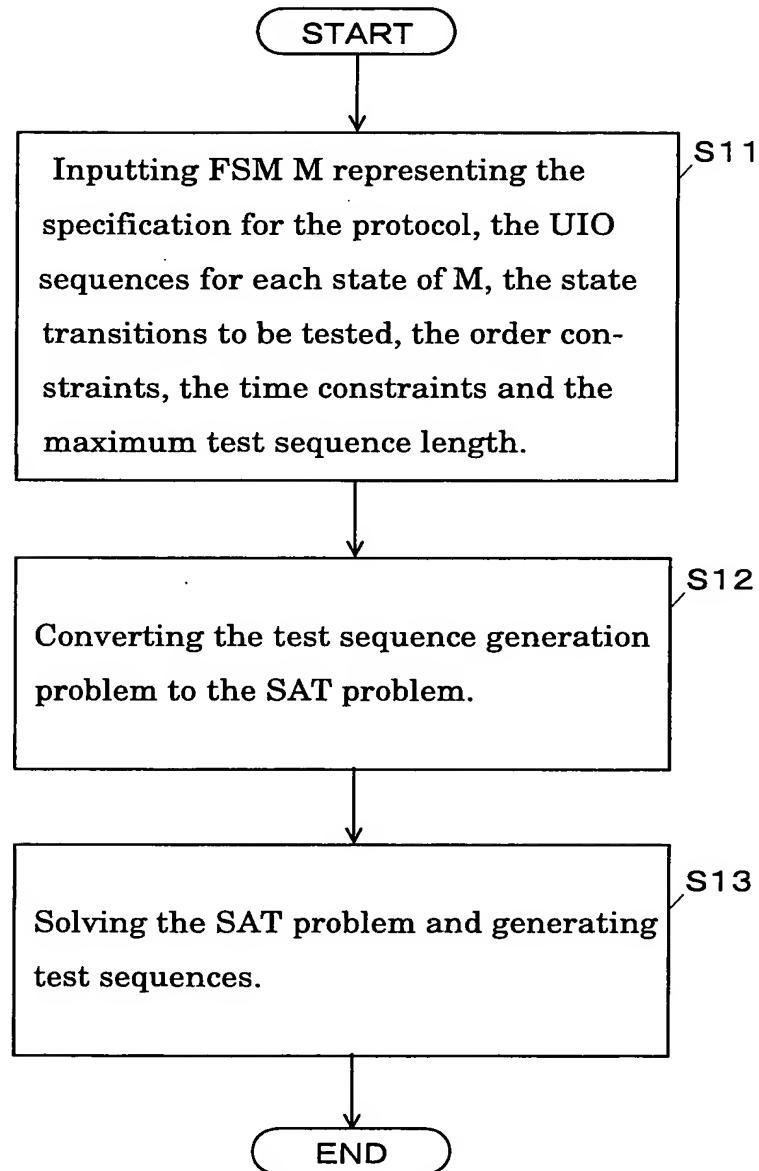 START
S11
Inputting FSM M representing the
specification for the protocol, the UIO
sequences for each state of M, the state
transitions to be tested, the order con-
straints, the time constraints and the
maximum test sequence length.
S12
Converting the test sequence generation
problem to the SAT problem.
S13
Solving the SAT problem and generating
test sequences.
END